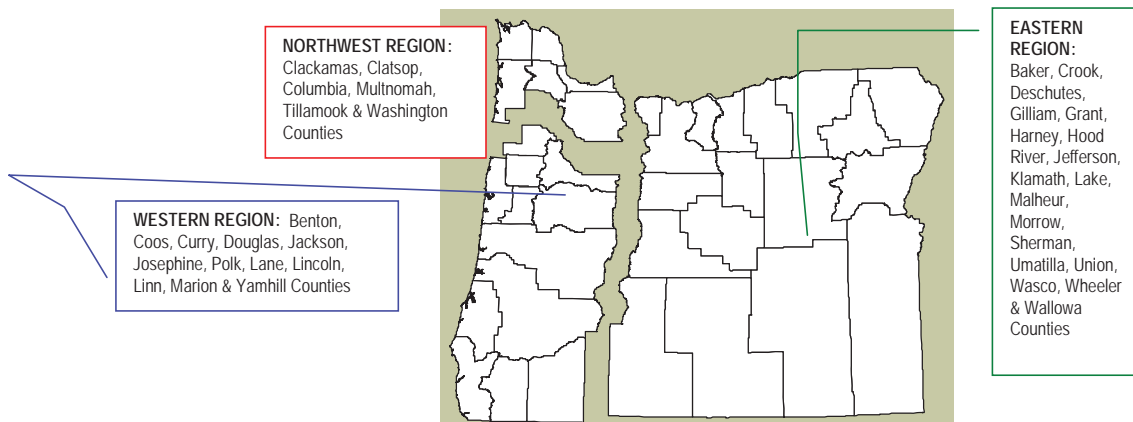 NORTHWEST REGION:
Clackamas, Clatsop,
Columbia, Multnomah,
Tillamook & Washington
Counties
WESTERN REGION: Benton,
Coos, Curry, Douglas, Jackson,
Josephine, Polk, Lane, Lincoln,
Linn, Marion & Yamhill Counties
EASTERN
REGION:
Baker, Crook,
Deschutes,
Gilliam, Grant,
Harney, Hood
River, Jefferson,
Klamath, Lake,
Malheur,
Morrow,
Sherman,
Umatilla, Union,
Wasco, Wheeler
& Wallowa
Counties